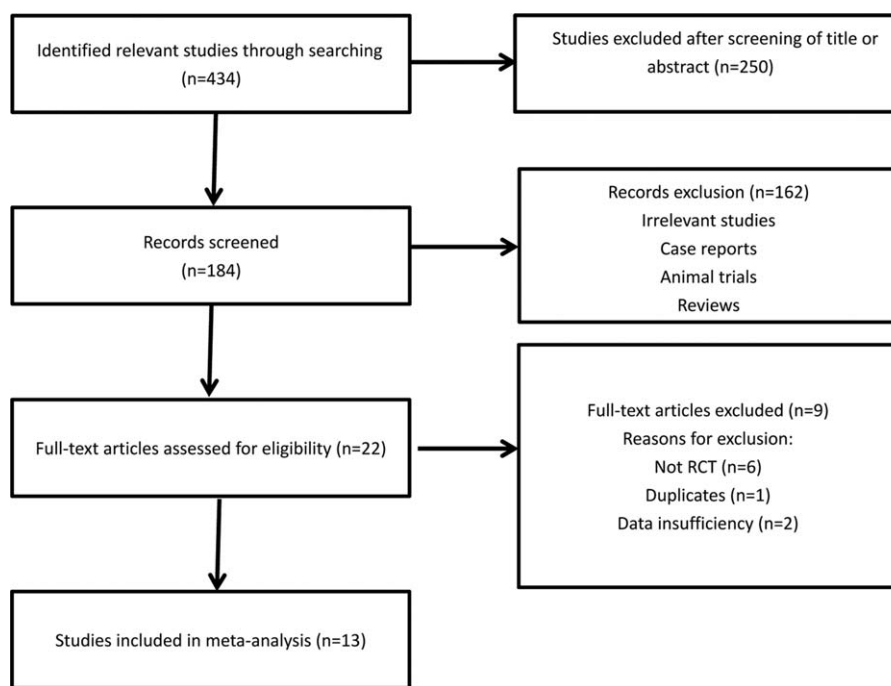 Identified relevant studies through searching
(n=434)
Studies excluded after screening of title or
abstract (n=250)
Records screened
(n=184)
Records exclusion (n=162)
Irrelevant studies
Case reports
Animal trials
Reviews
Full-text articles assessed for eligibility (n=22)
Full-text articles excluded (n=9)
Reasons for exclusion:
Not RCT (n=6)
Duplicates (n=1)
Data insufficiency (n=2)
Studies included in meta-analysis (n=13)